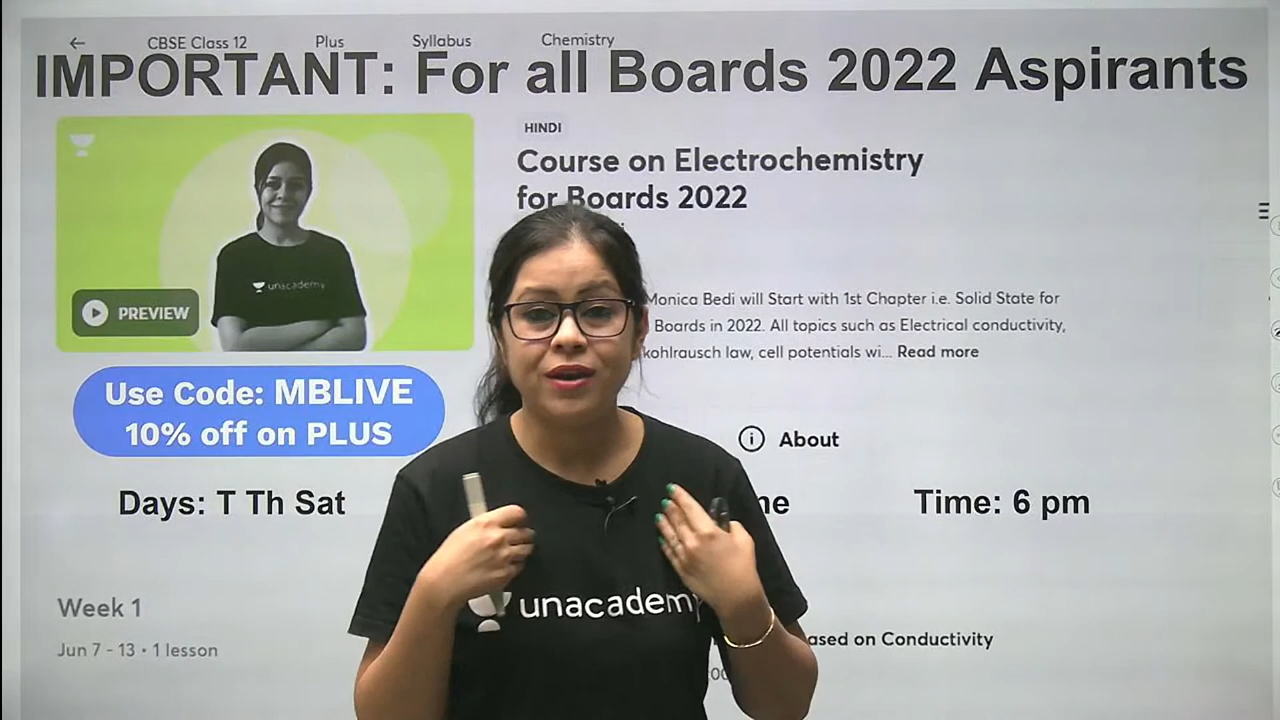 ← CBSE Class 12 Plus Syllabus Chemistry
IMPORTANT: For all Boards 2022 Aspirants
HINDI
Course on Electrochemistry
for Boards 2022
unacademy
PREVIEW
Monica Bedi will Start with 1st Chapter i.e. Solid State for
Boards in 2022. All topics such as Electrical conductivity,
kohlrausch law, cell potentials wi... Read more
Use Code: MBLIVE
10% off on PLUS
About
Days: T Th Sat
Time: 6 pm
unacademy
Week 1
Jun 7 - 13 • 1 lesson
on Conductivity